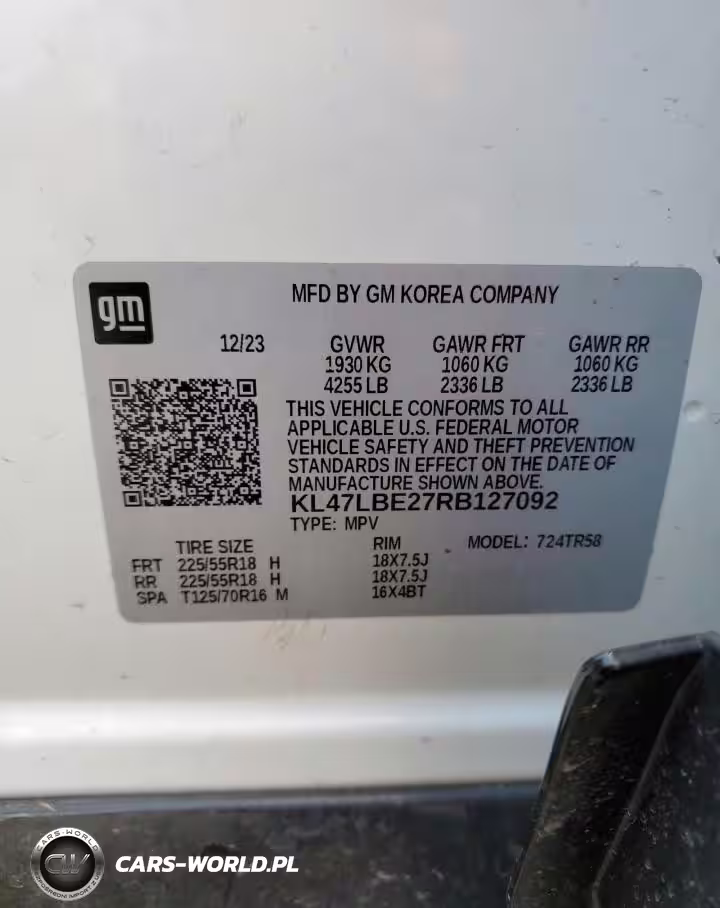 gm
MFD BY GM KOREA COMPANY
12/23 GVWR GAWR FRT GAWR RR
1930 KG 1060 KG 1060 KG
4255 LB 2336 LB 2336 LB
THIS VEHICLE CONFORMS TO ALL
APPLICABLE U.S. FEDERAL MOTOR
VEHICLE SAFETY AND THEFT PREVENTION
STANDARDS IN EFFECT ON THE DATE OF
MANUFACTURE SHOWN ABOVE.
KL47LBE27RB127092
TYPE: MPV
TIRE SIZE RIM MODEL: 724TR58
FRT 225/55R18 H 18X7.5J
RR 225/55R18 H 18X7.5J
SPA T125/70R16 M 16X4BT
CARS-WORLD
CW
CARS-WORLD.PL